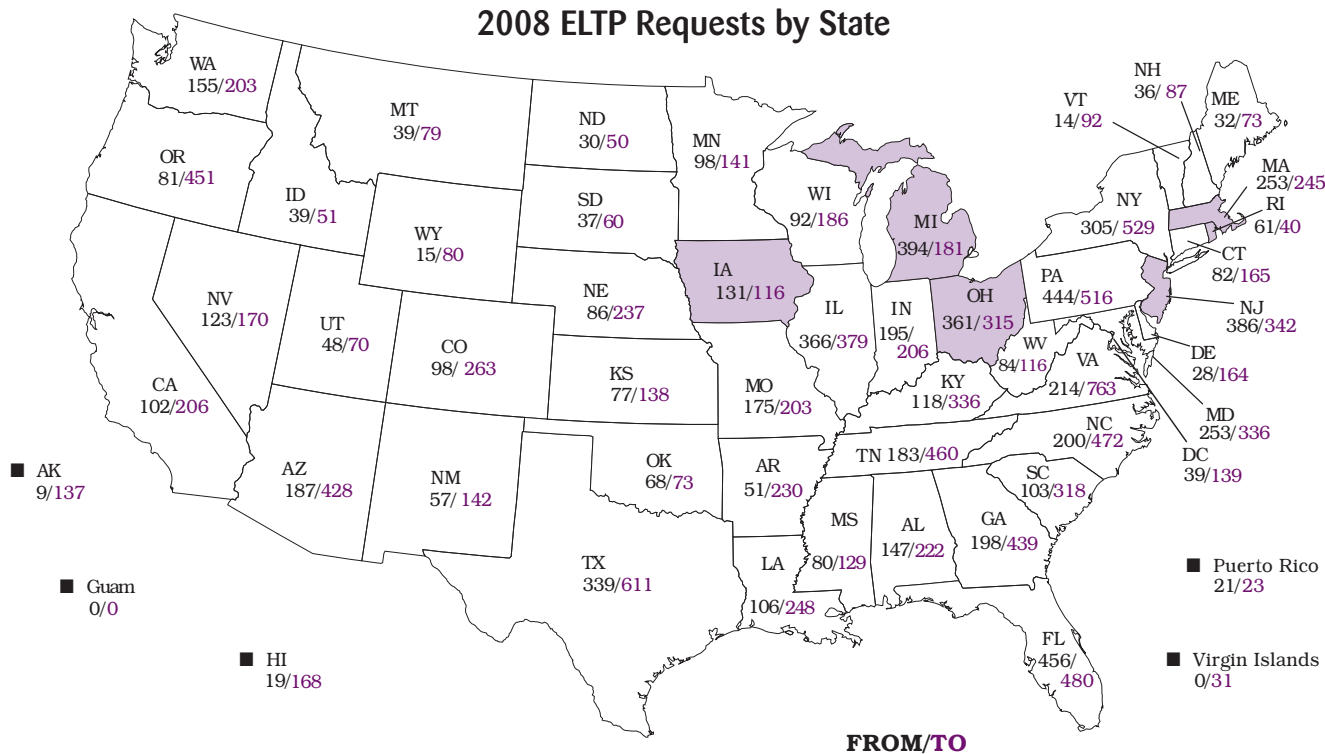 2008 ELTP Requests by State
WA
155/203
MT
39/79
ND
30/50
MN
98/141
VT
14/92
NH
36/ 87
ME
32/73
OR
81/451
ID
39/51
WY
15/80
SD
37/60
WI
92/186
MI
394/181
NY
305/ 529
MA
253/245
RI
61/40
CT
82/165
NV
123/170
UT
48/70
CO
98/ 263
NE
86/237
IA
131/116
IL
366/379
IN
195/
206
OH
361/315
PA
444/516
NJ
386/342
DE
28/164
CA
102/206
KS
77/138
MO
175/203
KY
118/336
WV
84/116
VA
214/763
MD
253/336
DC
39/139
AK
9/137
AZ
187/428
NM
57/ 142
OK
68/73
AR
51/230
TN 183/460
NC
200/472
SC
103/318
MS
80/129
AL
147/222
GA
198/439
TX
339/611
LA
106/248
FL
456/
480
Guam
0/0
HI
19/168
Puerto Rico
21/23
Virgin Islands
0/31
FROM/TO